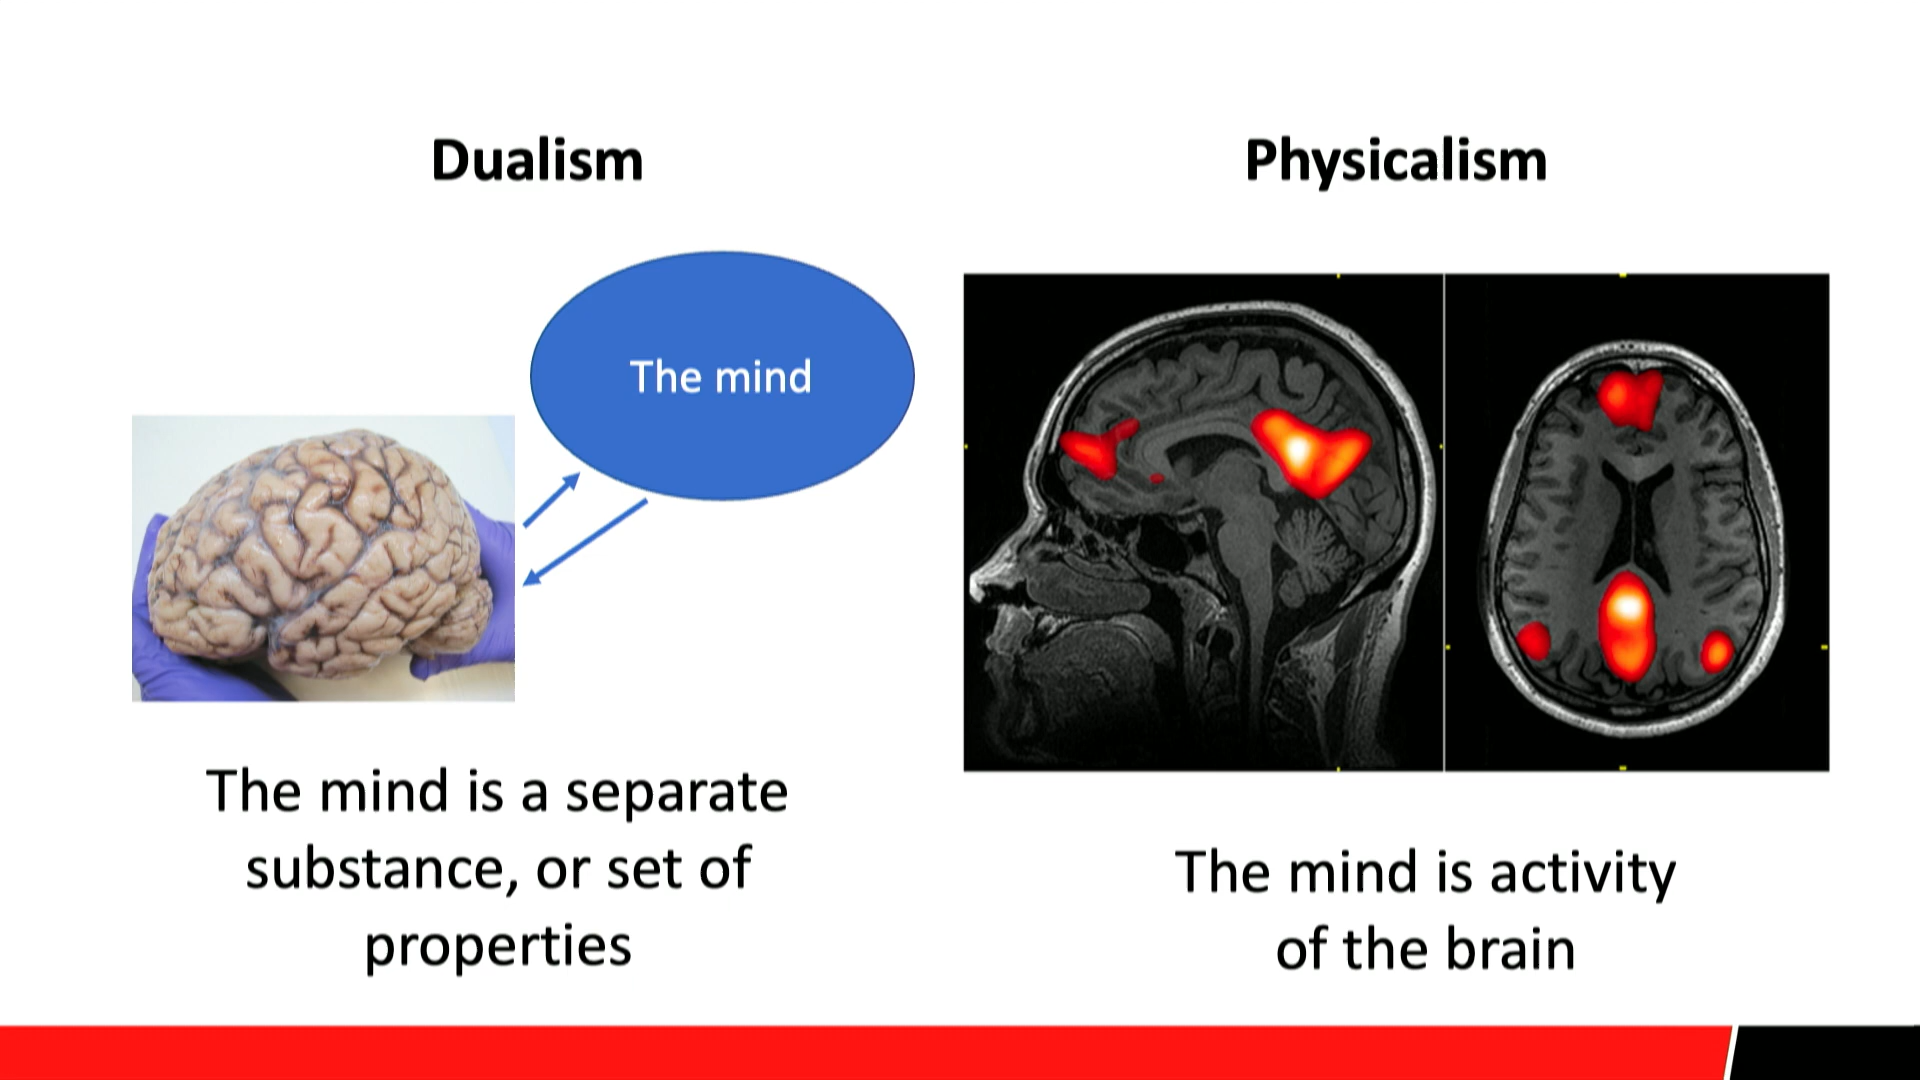 Dualism
The mind
The mind is a separate
substance, or set of
properties
Physicalism
The mind is activity
of the brain